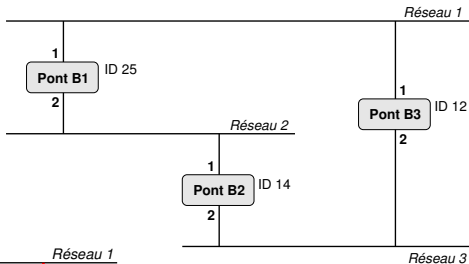 Réseau 1
1
Pont B1 ID 25
2
1
Pont B3 ID 12
2
Réseau 2
1
Pont B2 ID 14
2
Réseau 1
Réseau 3